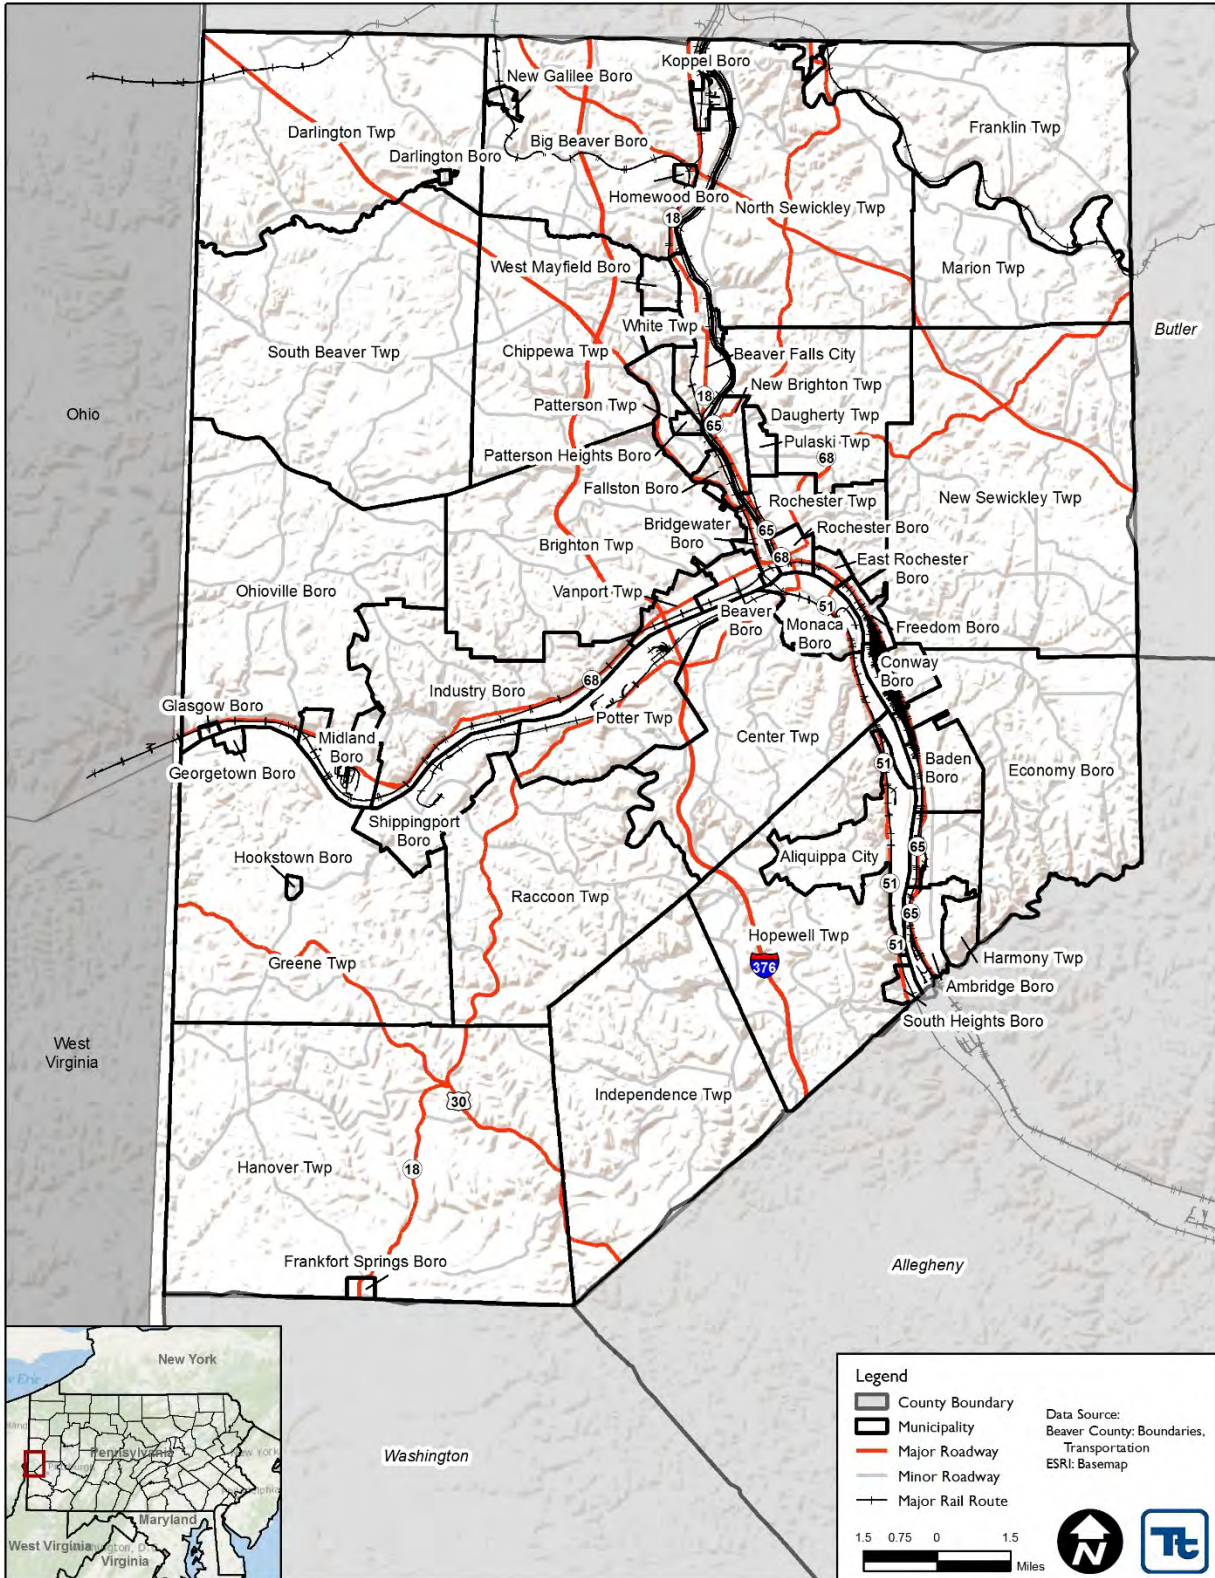 Koppel Boro
New Galilee Boro
Darlington Twp
Franklin Twp
Big Beaver Boro
Darlington Boro
Homewood Boro
North Sewickley Twp
18
West Mayfield Boro
Marion Twp
White Twp
Butler
South Beaver Twp
Chippewa Twp
Beaver Falls City
New Brighton Twp
18
Ohio
Patterson Twp
Daugherty Twp
65
Pulaski Twp
Patterson Heights Boro
68
Fallston Boro
Rochester Twp
New Sewickley Twp
Bridgewater
Boro
65
Rochester Boro
Brighton Twp
68
East Rochester
Boro
Ohioville Boro
Vanport Twp
Beaver
Boro
51
Monaca
Boro
Freedom Boro
Conway
Boro
68
Industry Boro
Glasgow Boro
Potter Twp
Center Twp
Midland
Boro
Georgetown Boro
51
Baden
Boro
Economy Boro
Shippingport
Boro
65
Hookstown Boro
Aliquippa City
51
Raccoon Twp
65
Hopewell Twp
51
Greene Twp
376
Harmony Twp
Ambridge Boro
South Heights Boro
West
Virginia
Independence Twp
30
Hanover Twp
18
Frankfort Springs Boro
Allegheny
Washington
New York
Pennsylvania
Maryland
West Virginia
Virginia
Legend
County Boundary
Municipality
Major Roadway
Minor Roadway
Major Rail Route
Data Source:
Beaver County: Boundaries,
Transportation
ESRI: Basemap
1.5 0.75 0 1.5
Miles
N
Tt